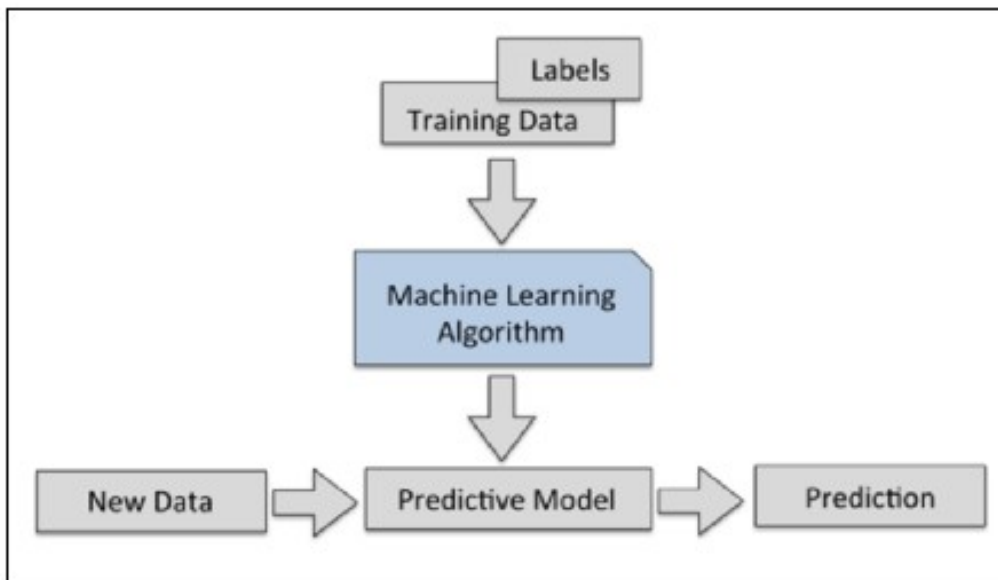 Labels
Training Data
Machine Learning
Algorithm
New Data
Predictive Model
Prediction